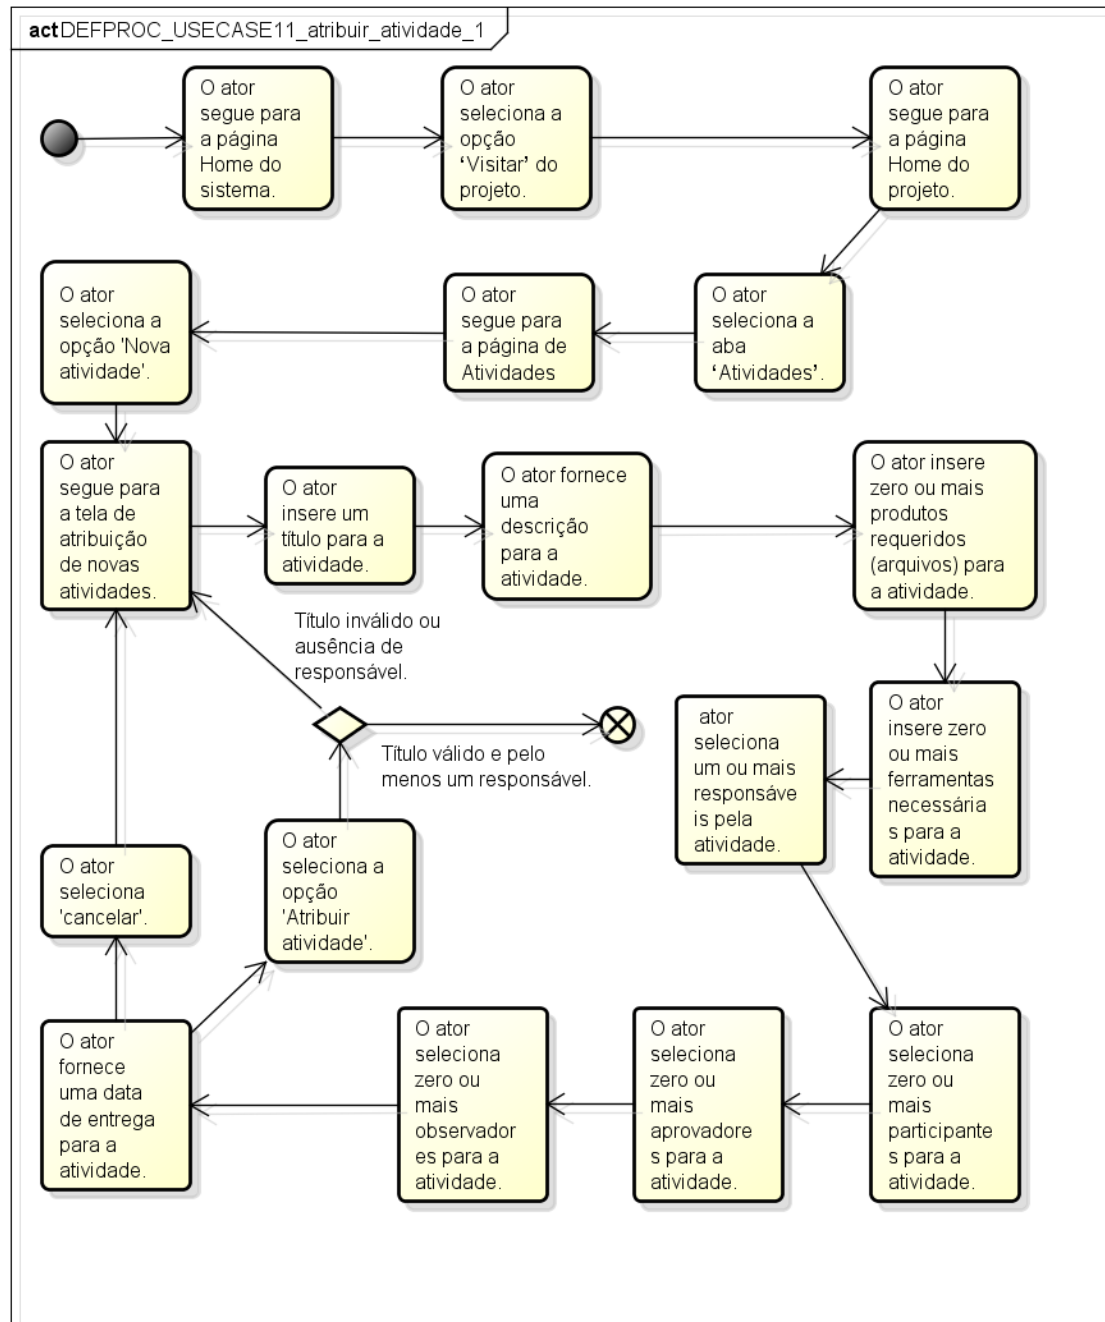 act DEFPROC_USECASE11_atribuir_atividade_1
O ator
segue para
a página
Home do
sistema.
O ator
seleciona a
opção
‘Visitar’ do
projeto.
O ator
segue para
a página
Home do
projeto.
O ator
seleciona a
opção 'Nova
atividade'.
O ator
segue para
a página de
Atividades
O ator
seleciona a
aba
‘Atividades’.
O ator
segue para
a tela de
atribuição
de novas
atividades.
O ator
insere um
título para a
atividade.
O ator fornece
uma
descrição
para a
atividade.
O ator insere
zero ou mais
produtos
requeridos
(arquivos) para
a atividade.
Título inválido ou
ausência de
responsável.
Título válido e pelo
menos um responsável.
ator
seleciona
um ou mais
responsáve
is pela
atividade.
O ator
insere zero
ou mais
ferramentas
necessária
s para a
atividade.
O ator
seleciona
'cancelar'.
O ator
seleciona a
opção
'Atribuir
atividade'.
O ator
fornece
uma data
de entrega
para a
atividade.
O ator
seleciona
zero ou
mais
observador
es para a
atividade.
O ator
seleciona
zero ou
mais
aprovadore
s para a
atividade.
O ator
seleciona
zero ou
mais
participante
s para a
atividade.